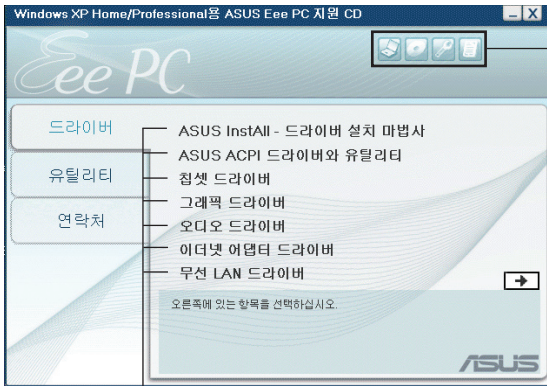 Windows XP Home/Professional용 ASUS Eee PC 지원 CD
Eee PC
드라이버
유틸리티
연락처
ASUS InstAll - 드라이버 설치 마법사
ASUS ACPI 드라이버와 유틸리티
칩셋 드라이버
그래픽 드라이버
오디오 드라이버
이더넷 어댑터 드라이버
무선 LAN 드라이버
오른쪽에 있는 항목을 선택하십시오.
ASUS